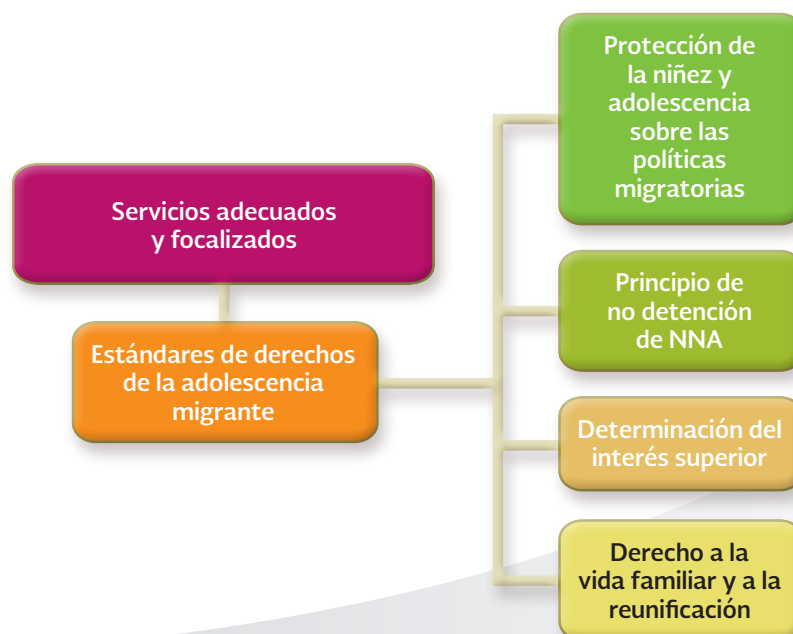 Servicios adecuados
y focalizados
Estándares de derechos
de la adolescencia
migrante
Protección de
la niñez y
adolescencia
sobre las
políticas
migratorias
Principio de
no detención
de NNA
Determinación del
interés superior
Derecho a la
vida familiar y a la
reunificación